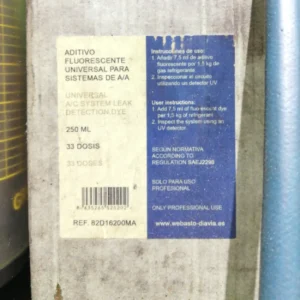 ADITIVO
FLUORESCENTE
UNIVERSAL PARA
SISTEMAS DE A/A
UNIVERSAL
A/C SYSTEM LEAK
DETECTION DYE
250 ML
33 DOSIS
33 DOSES
REF. 82D16200MA
Instrucciones de uso:
1. Añadir 7,5 ml de aditivo
fluorescente por 1,5 kg de
gas refrigerante
2. Inspeccionar el circuito
utilizando un detector UV
User instructions:
1. Add 7,5 ml of fluorescent dye
per 1,5 kg of refrigerant
2. Inspect the system using an
UV detector
SEGÚN NORMATIVA
ACCORDING TO
REGULATION SAEJ2298
SOLO PARA USO
PROFESIONAL
ONLY PROFESSIONAL USE
www.webasto-diavia.es